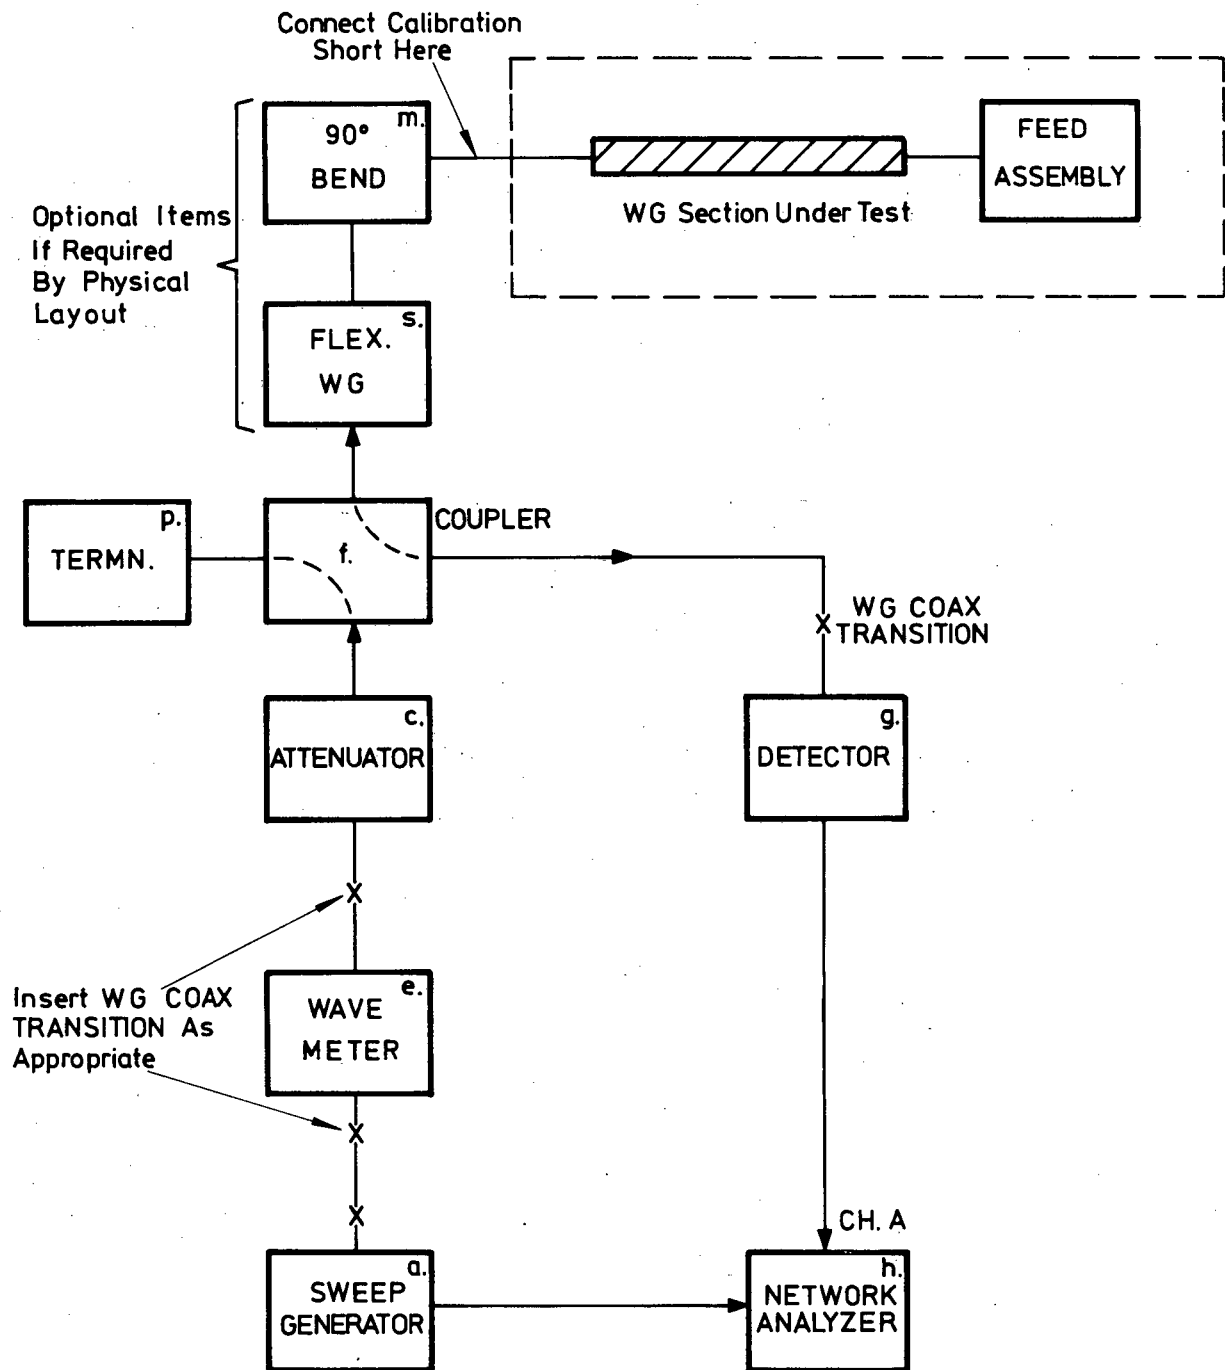 Connect Calibration
Short Here
m.
90°
BEND
FEED
ASSEMBLY
WG Section Under Test
Optional Items
If Required
By Physical
Layout
s.
FLEX.
WG
p.
TERMN.
f.
COUPLER
WG COAX
TRANSITION
c.
ATTENUATOR
g.
DETECTOR
Insert WG COAX
TRANSITION As
Appropriate
e.
WAVE
METER
CH. A
a.
SWEEP
GENERATOR
h.
NETWORK
ANALYZER